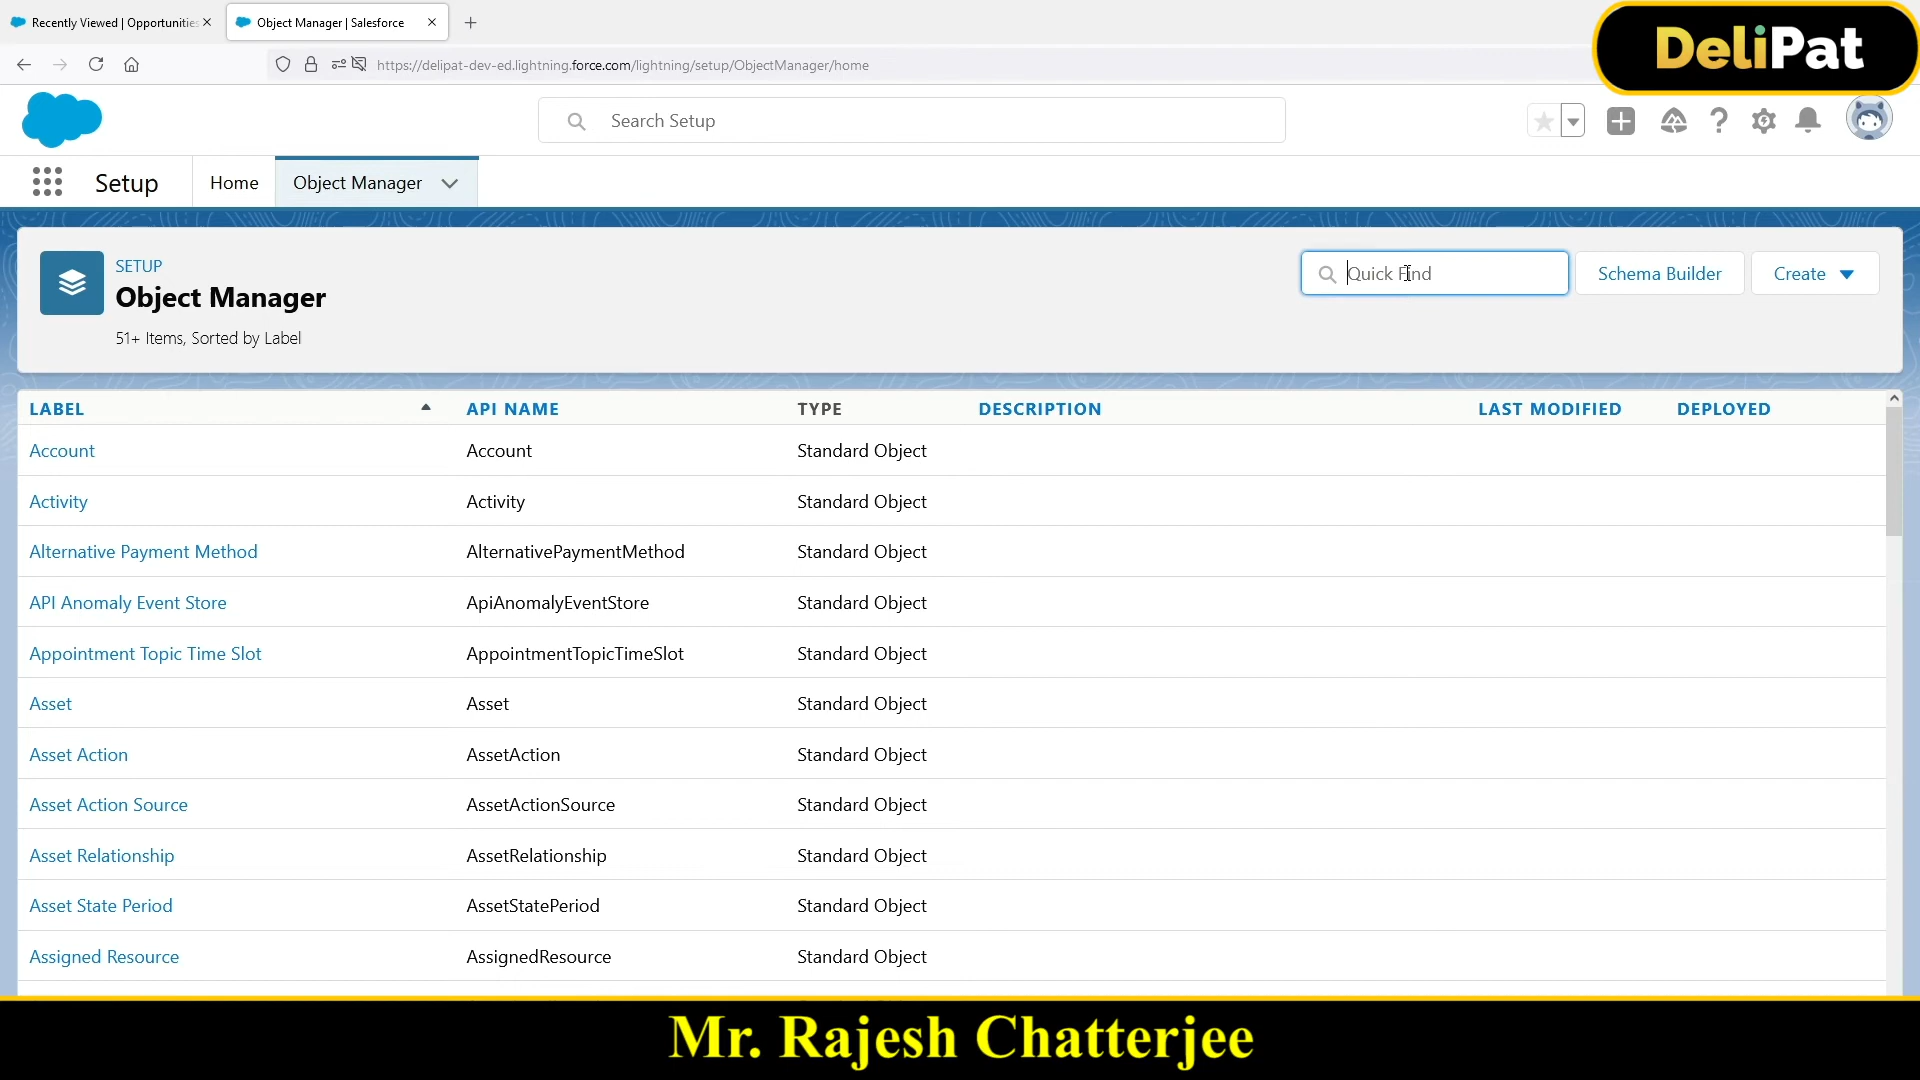 Recently Viewed | Opportunities
Object Manager | Salesforce
https://delipat-dev-ed.lightning.force.com/lightning/setup/ObjectManager/home
DeliPat
Search Setup
Setup
Home
Object Manager
SETUP
Object Manager
51+ Items, Sorted by Label
Quick Find
Schema Builder
Create
LABEL API NAME TYPE DESCRIPTION LAST MODIFIED DEPLOYED
Account Account Standard Object
Activity Activity Standard Object
Alternative Payment Method AlternativePaymentMethod Standard Object
API Anomaly Event Store ApiAnomalyEventStore Standard Object
Appointment Topic Time Slot AppointmentTopicTimeSlot Standard Object
Asset Asset Standard Object
Asset Action AssetAction Standard Object
Asset Action Source AssetActionSource Standard Object
Asset Relationship AssetRelationship Standard Object
Asset State Period AssetStatePeriod Standard Object
Assigned Resource AssignedResource Standard Object
Mr. Rajesh Chatterjee